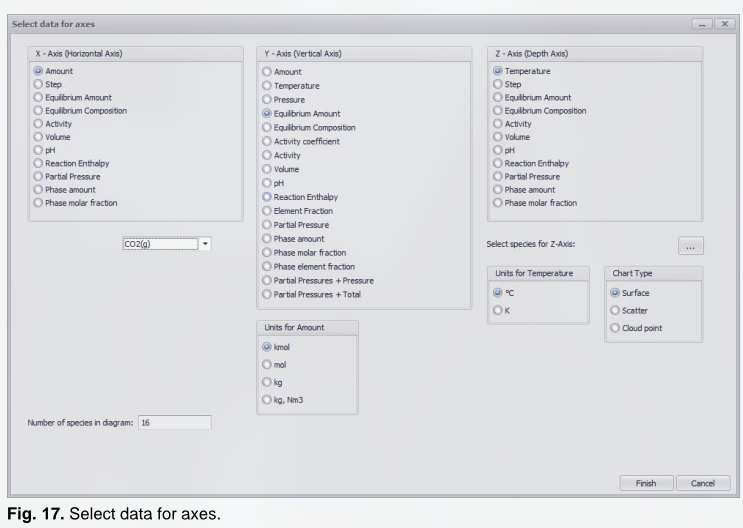 Select data for axes
X - Axis (Horizontal Axis)
Amount
Step
Equilibrium Amount
Equilibrium Composition
Activity
Volume
pH
Reaction Enthalpy
Partial Pressure
Phase amount
Phase molar fraction
CO2(g)
Y - Axis (Vertical Axis)
Amount
Temperature
Pressure
Equilibrium Amount
Equilibrium Composition
Activity coefficient
Activity
Volume
pH
Reaction Enthalpy
Element Fraction
Partial Pressure
Phase amount
Phase molar fraction
Phase element fraction
Partial Pressures + Pressure
Partial Pressures + Total
Units for Amount
kmol
mol
kg
kg, Nm3
Z - Axis (Depth Axis)
Temperature
Step
Equilibrium Amount
Equilibrium Composition
Activity
Volume
pH
Reaction Enthalpy
Partial Pressure
Phase amount
Phase molar fraction
Select species for Z-Axis:
...
Units for Temperature
°C
K
Chart Type
Surface
Scatter
Cloud point
Number of species in diagram: 16
Finish Cancel
Fig. 17. Select data for axes.